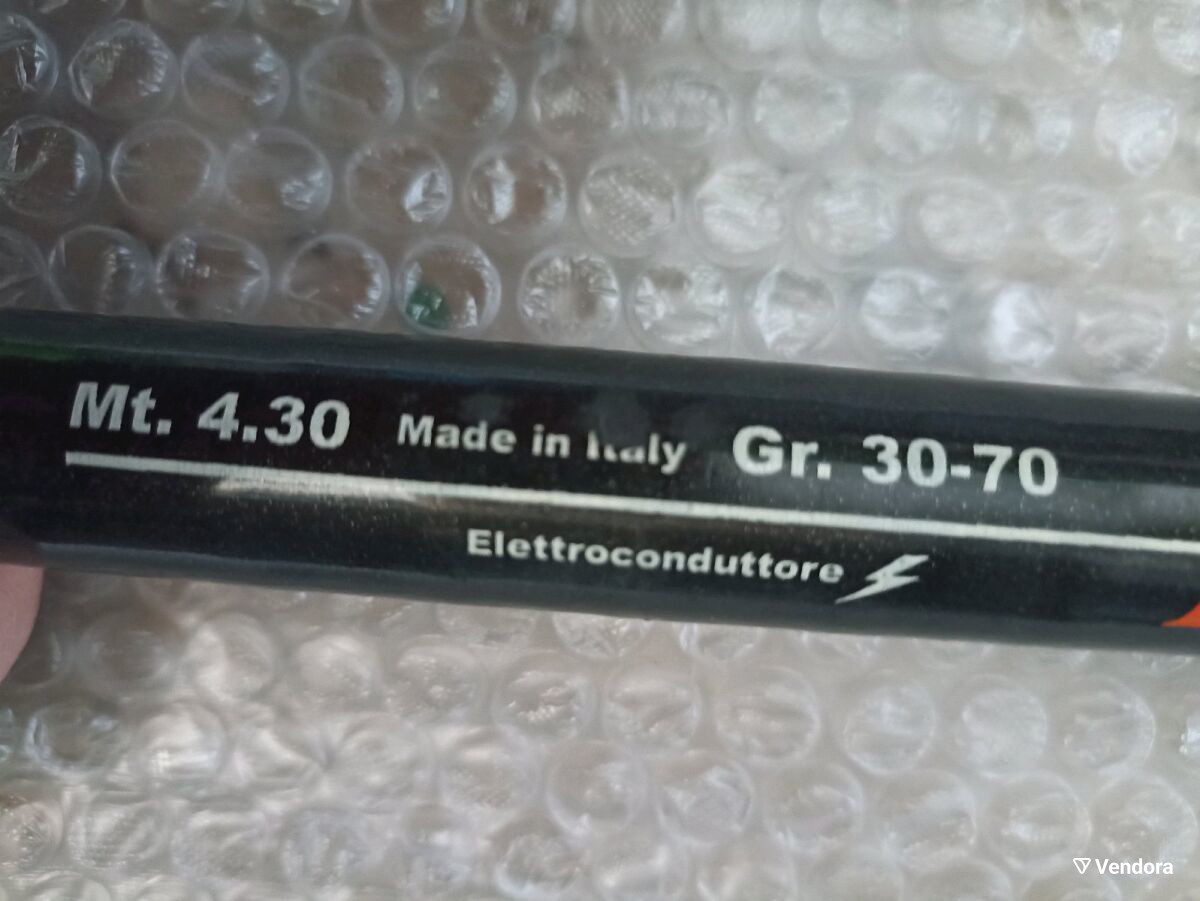 Mt. 4.30 Made in Italy Gr. 30-70
Elettroconduttore
Vendora